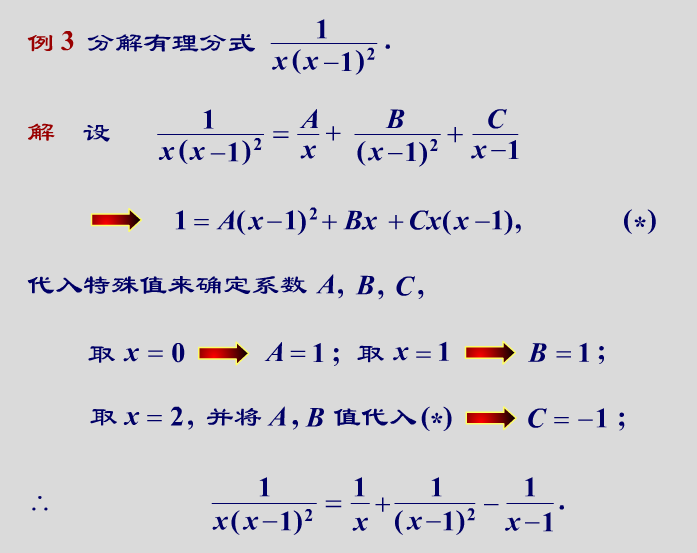 例 3 分解有理分式 1/(x(x−1)²).
解 设 1/(x(x−1)²) = A/x + B/(x−1)² + C/(x−1)
1 = A(x−1)² + Bx + Cx(x−1), (*)
代入特殊值来确定系数 A, B, C,
取 x = 0 A = 1 ; 取 x = 1 B = 1 ;
取 x = 2, 并将 A, B 值代入(*) C = −1 ;
∴ 1/(x(x−1)²) = 1/x + 1/(x−1)² − 1/(x−1).